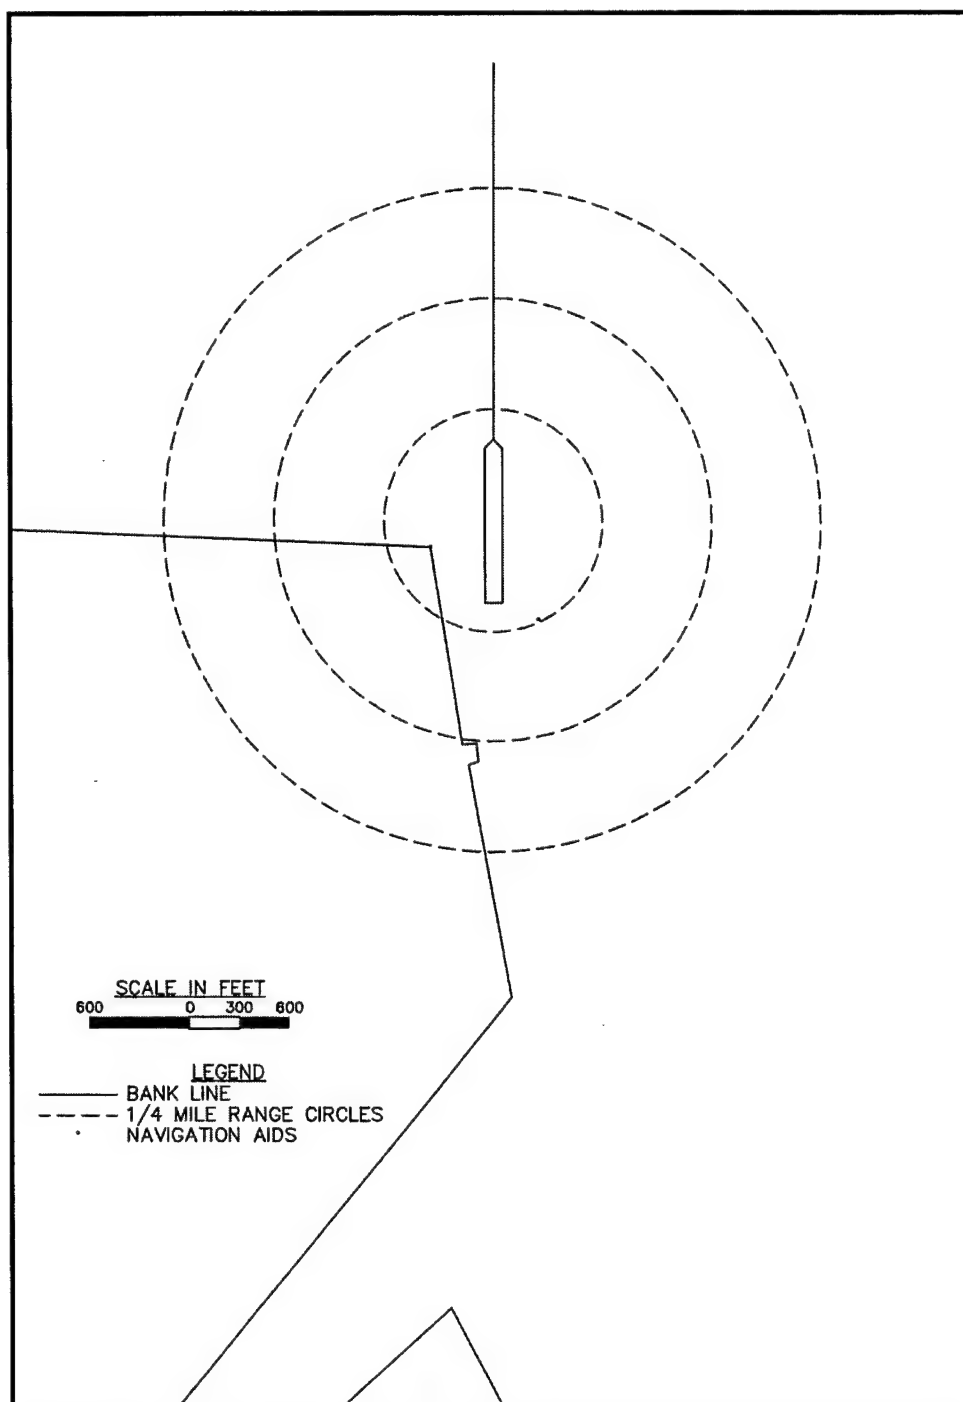 SCALE IN FEET
600 0 300 600
LEGEND
BANK LINE
1/4 MILE RANGE CIRCLES
NAVIGATION AIDS